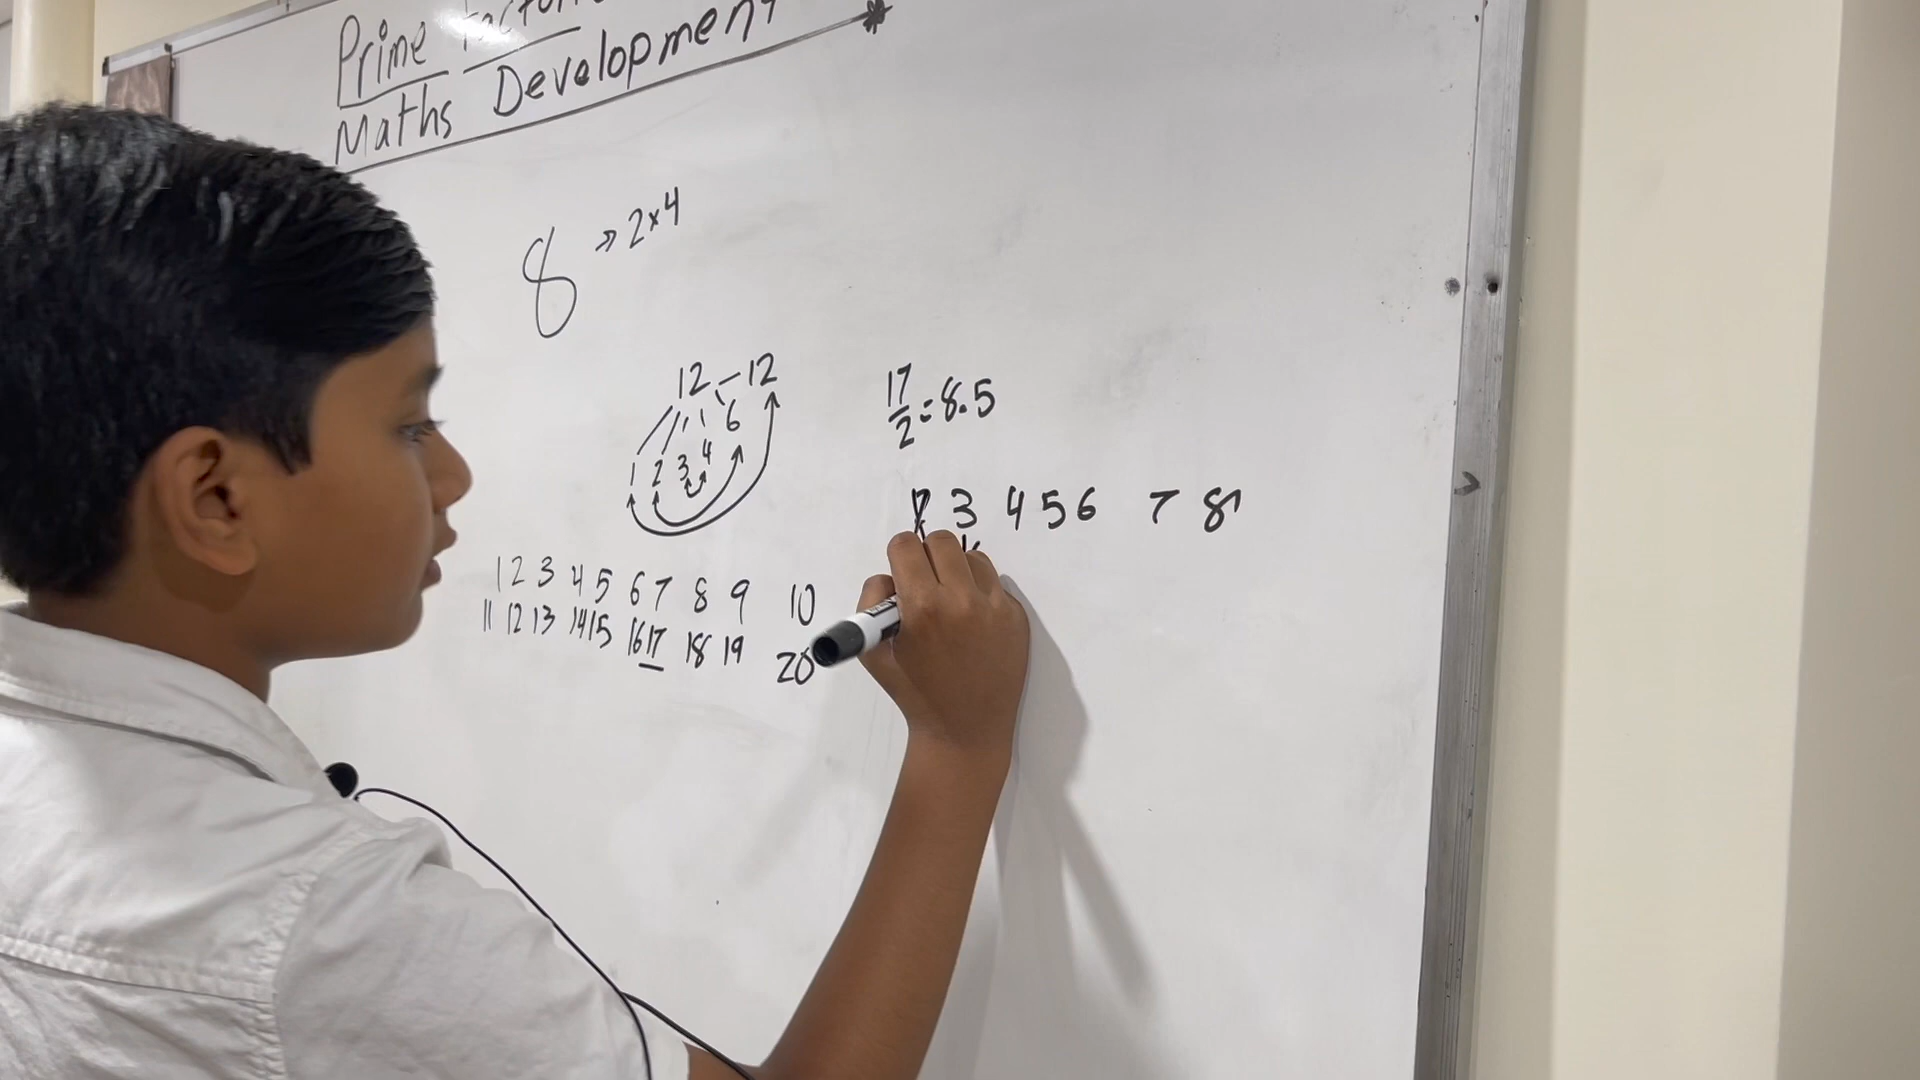 Prime
Maths Development
8 → 2×4
12 - 12
6
1 2 3 4
17/2 = 8.5
3 4 5 6 7 8
1 2 3 4 5 6 7 8 9 10
11 12 13 14 15 16 17 18 19 20